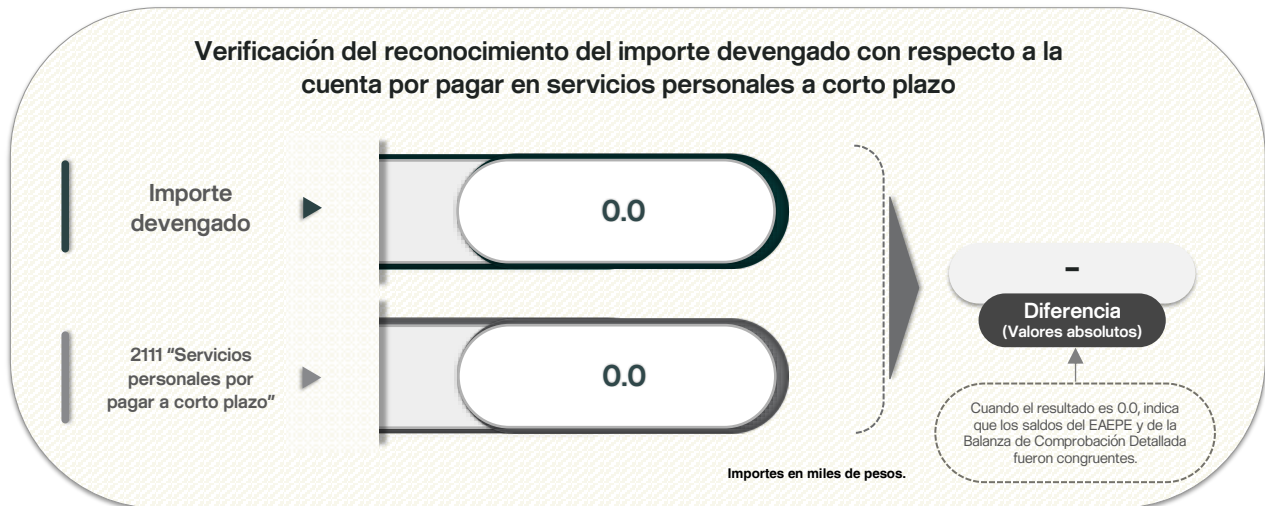 Verificación del reconocimiento del importe devengado con respecto a la
cuenta por pagar en servicios personales a corto plazo
Importe
devengado
0.0
2111 “Servicios
personales por
pagar a corto plazo”
0.0
-
Diferencia
(Valores absolutos)
Cuando el resultado es 0.0, indica
que los saldos del EAEPE y de la
Balanza de Comprobación Detallada
fueron congruentes.
Importes en miles de pesos.